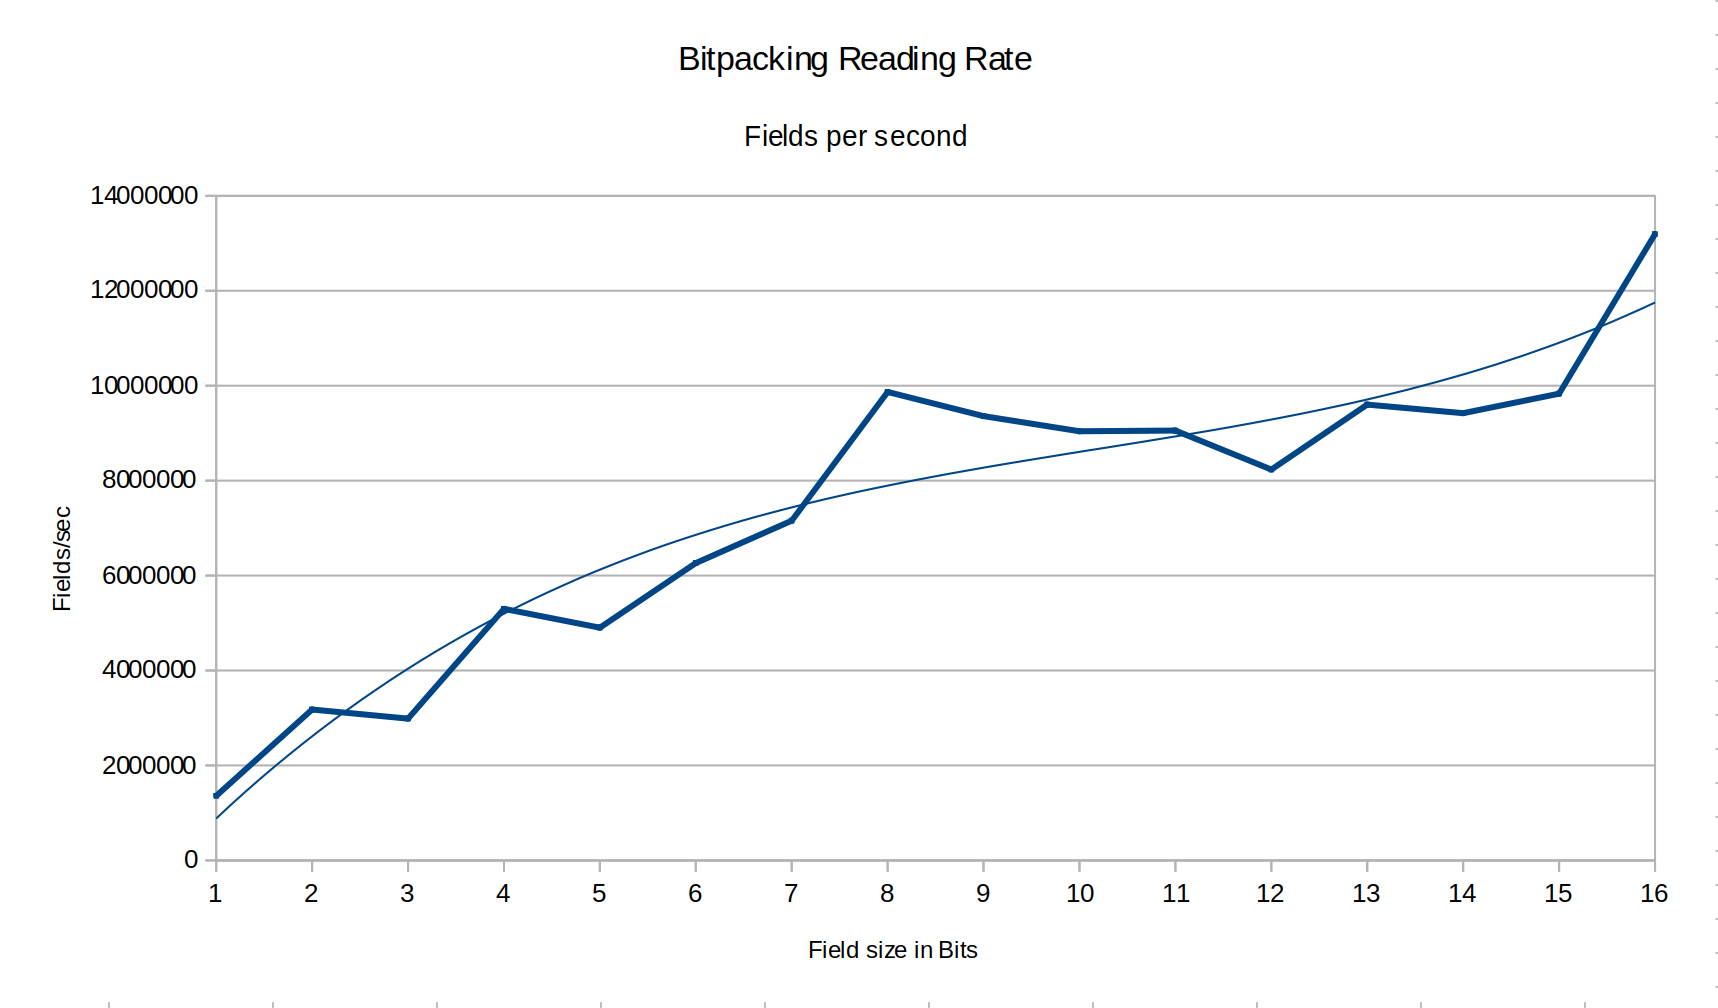 Bitpacking Reading Rate
Fields per second
14000000
12000000
10000000
8000000
6000000
4000000
2000000
0
Fields/sec
1 2 3 4 5 6 7 8 9 10 11 12 13 14 15 16
Field size in Bits